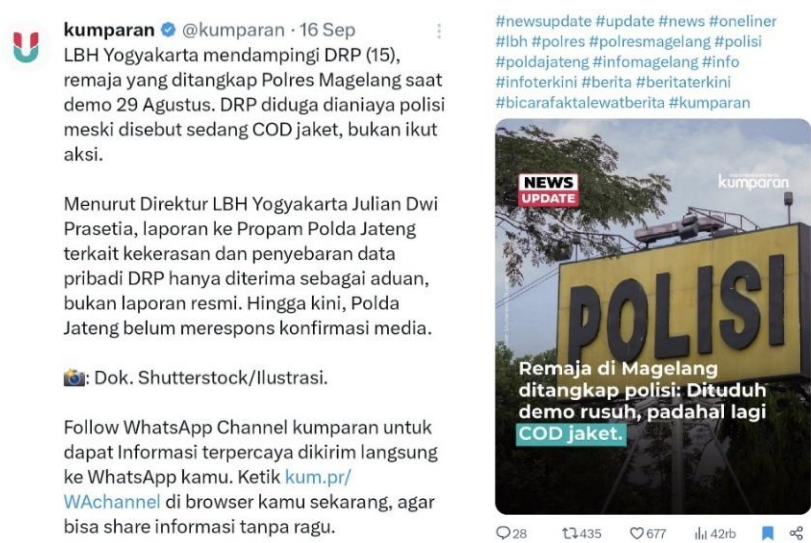 kumparan @kumparan · 16 Sep
LBH Yogyakarta mendampingi DRP (15),
remaja yang ditangkap Polres Magelang saat
demo 29 Agustus. DRP diduga dianiaya polisi
meski disebut sedang COD jaket, bukan ikut
aksi.
Menurut Direktur LBH Yogyakarta Julian Dwi
Prasetia, laporan ke Propam Polda Jateng
terkait kekerasan dan penyebaran data
pribadi DRP hanya diterima sebagai aduan,
bukan laporan resmi. Hingga kini, Polda
Jateng belum merespons konfirmasi media.
📸: Dok. Shutterstock/Ilustrasi.
Follow WhatsApp Channel kumparan untuk
dapat Informasi terpercaya dikirim langsung
ke WhatsApp kamu. Ketik kum.pr/
WAchannel di browser kamu sekarang, agar
bisa share informasi tanpa ragu.
#newsupdate #update #news #oneliner
#lbh #polres #polresmagelang #polisi
#poldajateng #infomagelang #info
#infoterkini #berita #beritaterkini
#bicarafaktalewatberita #kumparan
NEWS
UPDATE
kumparan
POLISI
Remaja di Magelang
ditangkap polisi: Dituduh
demo rusuh, padahal lagi
COD jaket.
28 435 677 42rb